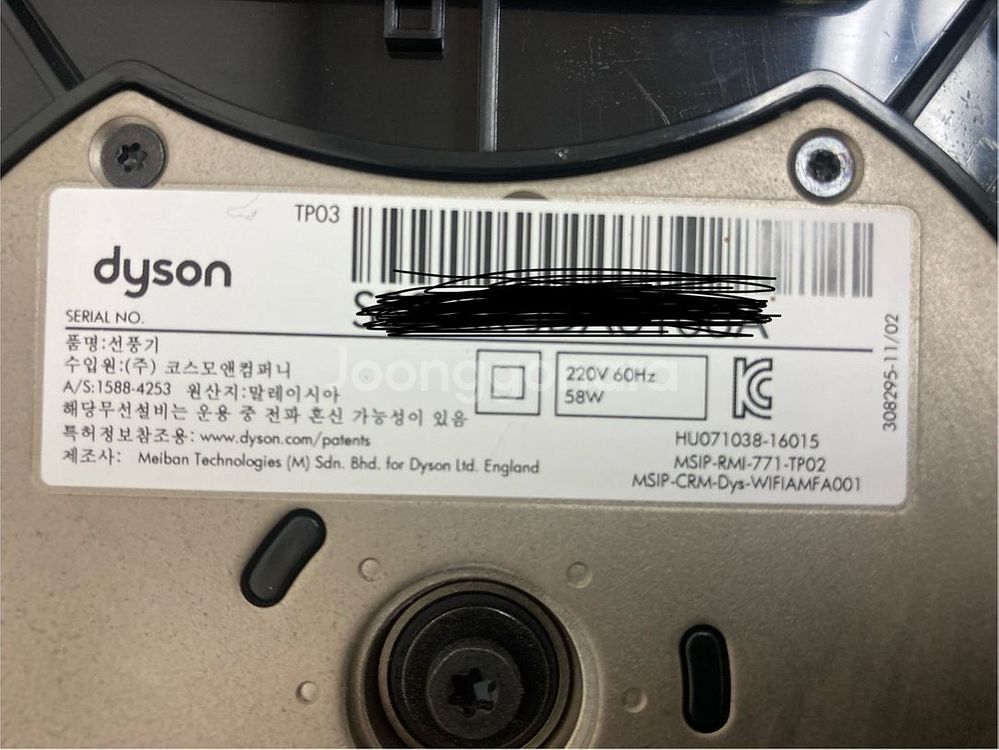 TP03
dyson
SERIAL NO.
품명:선풍기
수입원:(주) 코스모앤컴퍼니
A/S:1588-4253 원산지:말레이시아
해당무선설비는 운용 중 전파 혼신 가능성이 있음
특허정보참조용: www.dyson.com/patents
제조사: Meiban Technologies (M) Sdn. Bhd. for Dyson Ltd. England
220V 60Hz
58W
HU071038-16015
MSIP-RMI-771-TP02
MSIP-CRM-Dys-WIFIAMFA001
308295-11/02
Joonggonara